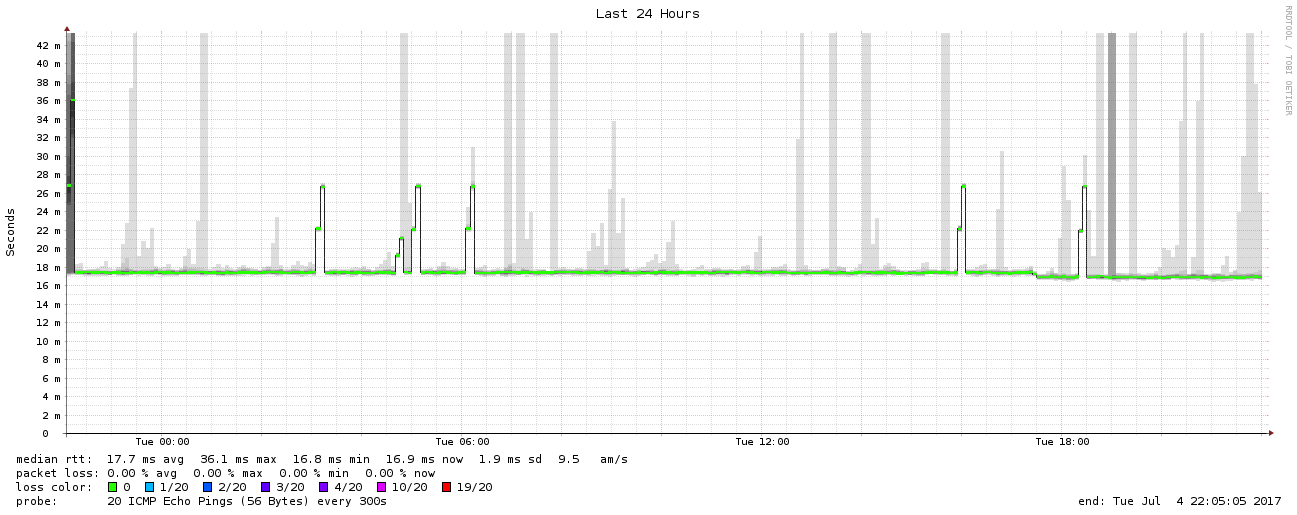 Last 24 Hours
RRDTOOL / TOBI OETIKER
Seconds
42 m
40 m
38 m
36 m
34 m
32 m
30 m
28 m
26 m
24 m
22 m
20 m
18 m
16 m
14 m
12 m
10 m
8 m
6 m
4 m
2 m
0
Tue 00:00 Tue 06:00 Tue 12:00 Tue 18:00
median rtt: 17.7 ms avg 36.1 ms max 16.8 ms min 16.9 ms now 1.9 ms sd 9.5 am/s
packet loss: 0.00 % avg 0.00 % max 0.00 % min 0.00 % now
loss color: 0 1/20 2/20 3/20 4/20 10/20 19/20
probe: 20 ICMP Echo Pings (56 Bytes) every 300s end: Tue Jul 4 22:05:05 2017